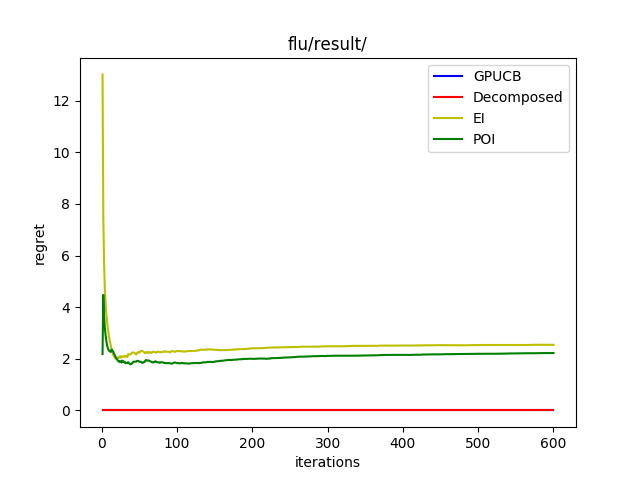 flu/result/
GPUCB
Decomposed
EI
POI
12
10
8
6
4
2
0
regret
0
100
200
300
400
500
600
iterations